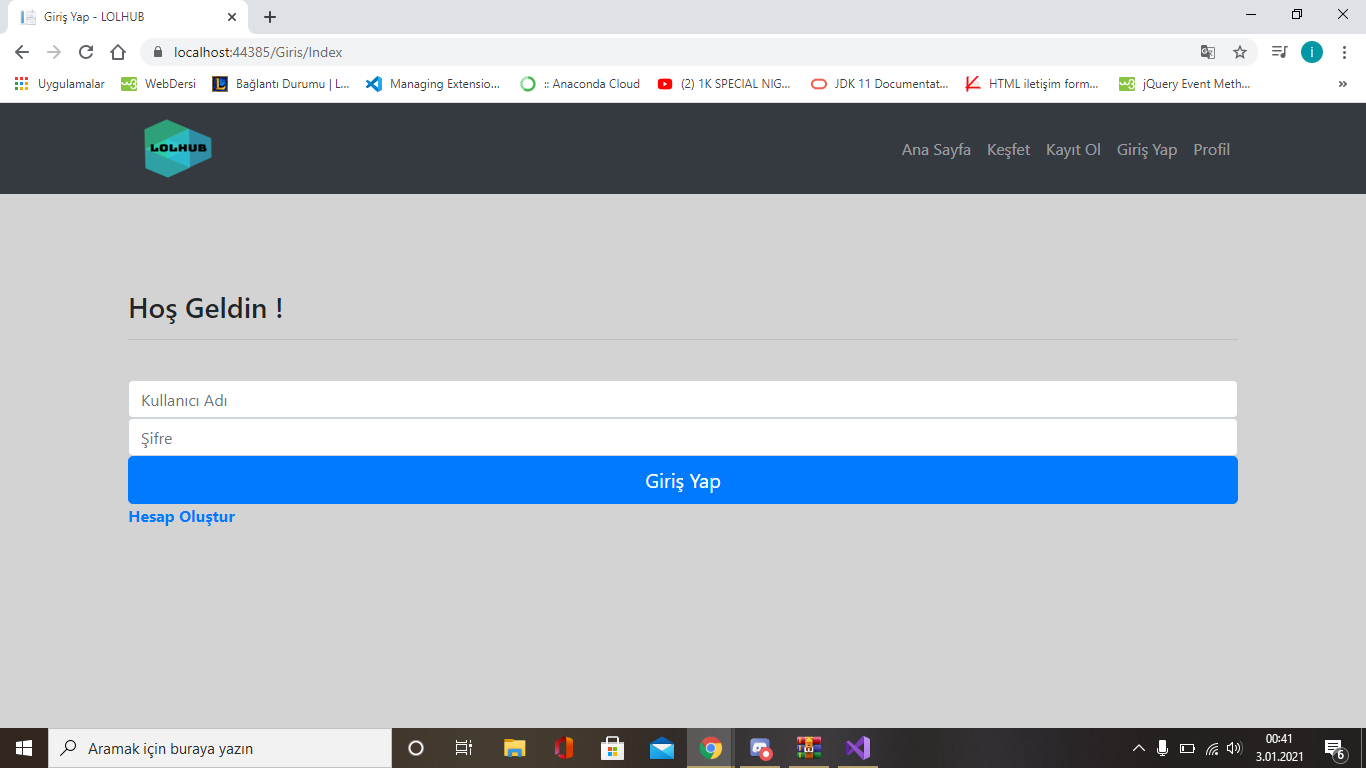 Giriş Yap - LOLHUB
localhost:44385/Giris/Index
Uygulamalar WebDersi Bağlantı Durumu | L... Managing Extensio... :: Anaconda Cloud (2) 1K SPECIAL NIG... JDK 11 Documentat... HTML iletişim form... jQuery Event Meth... »
LOLHUB
Ana Sayfa Keşfet Kayıt Ol Giriş Yap Profil
Hoş Geldin !
Kullanıcı Adı
Şifre
Giriş Yap
Hesap Oluştur
Aramak için buraya yazın
00:41
3.01.2021
6